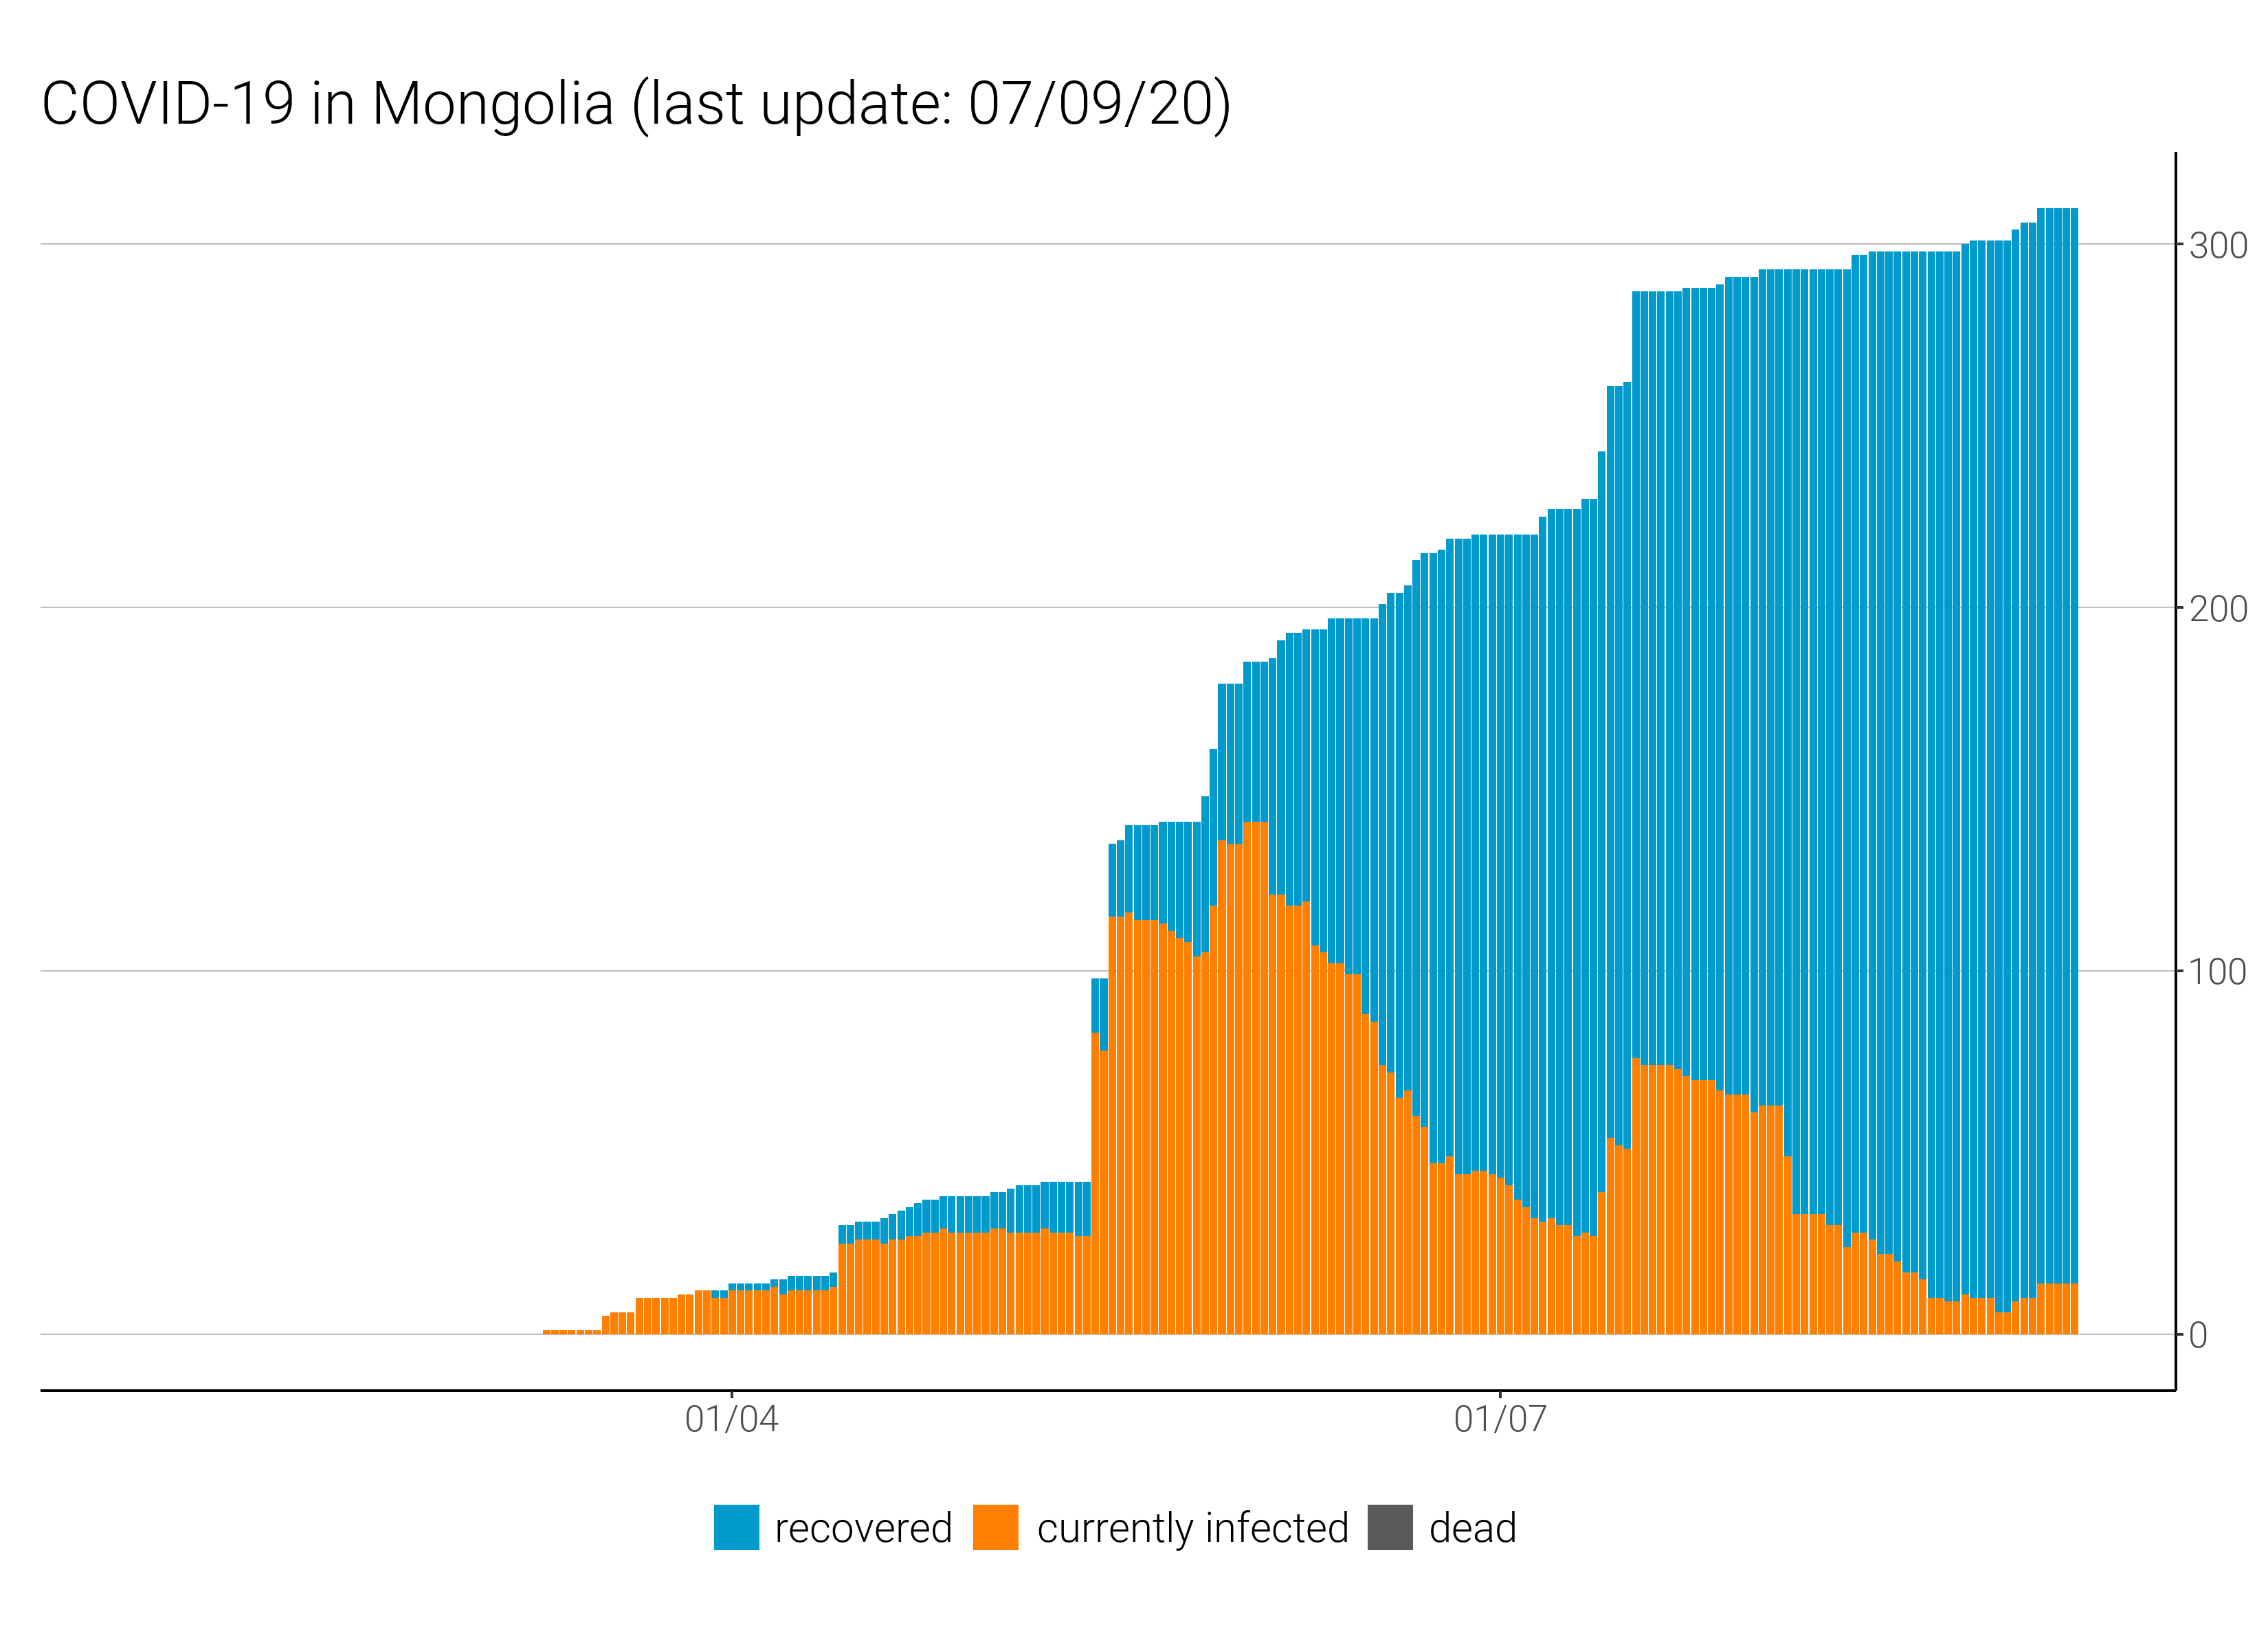 COVID-19 in Mongolia (last update: 07/09/20)
300
200
100
0
01/04 01/07
recovered currently infected dead